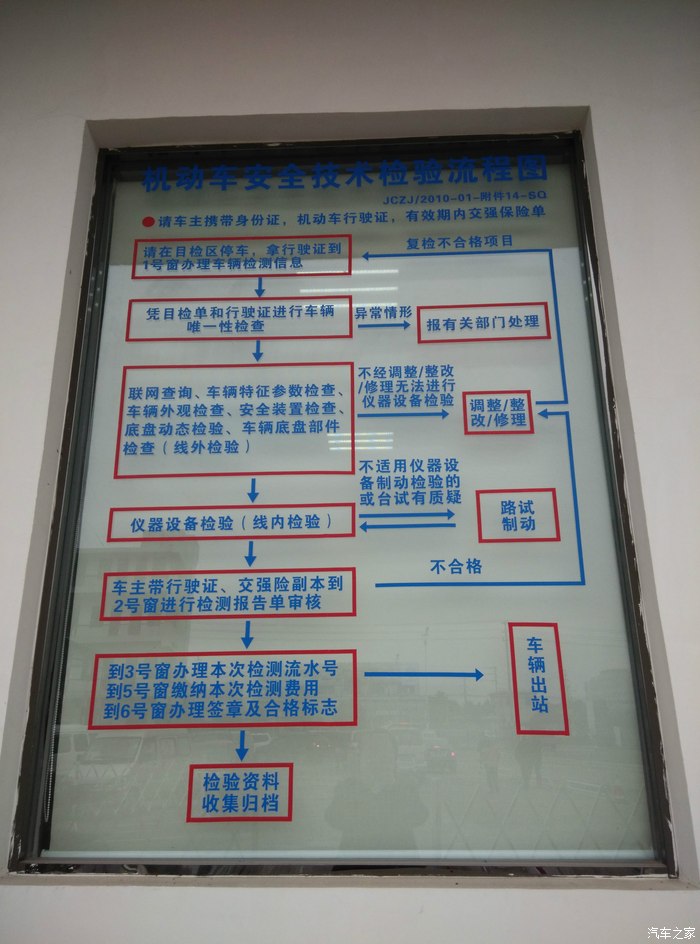 机动车安全技术检验流程图
JCZJ/2010-01-附件14-SQ
●请车主携带身份证，机动车行驶证，有效期内交强保险单
请在目检区停车，拿行驶证到
1号窗办理车辆检测信息
复检不合格项目
凭目检单和行驶证进行车辆
唯一性检查
异常情形
报有关部门处理
联网查询、车辆特征参数检查、
车辆外观检查、安全装置检查、
底盘动态检验、车辆底盘部件
检查（线外检验）
不经调整/整改
/修理无法进行
仪器设备检验
调整/整
改/修理
不适用仪器设
备制动检验的
或台试有质疑
路试
制动
仪器设备检验（线内检验）
不合格
车主带行驶证、交强险副本到
2号窗进行检测报告单审核
到3号窗办理本次检测流水号
到5号窗缴纳本次检测费用
到6号窗办理签章及合格标志
车辆出站
检验资料
收集归档
汽车之家